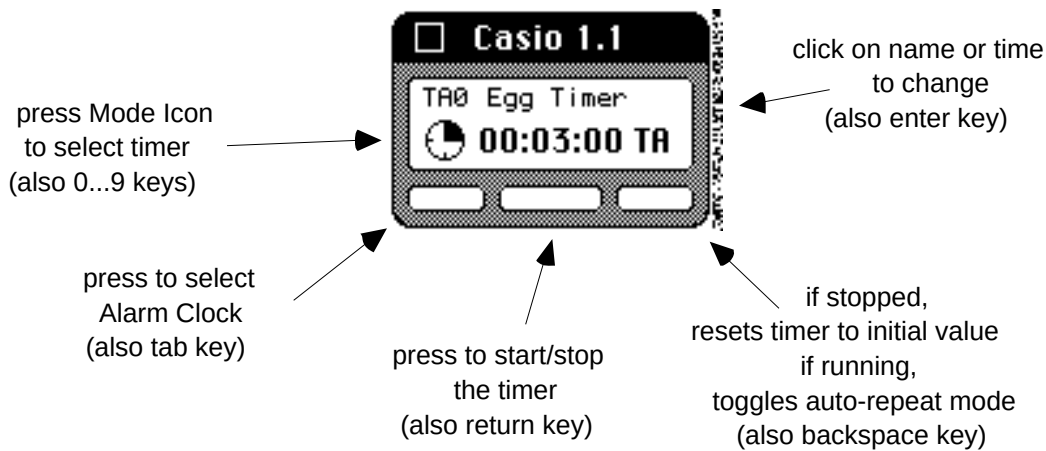 Casio 1.1
TA0 Egg Timer
00:03:00 TA
press Mode Icon
to select timer
(also 0...9 keys)
click on name or time
to change
(also enter key)
press to select
Alarm Clock
(also tab key)
press to start/stop
the timer
(also return key)
if stopped,
resets timer to initial value
if running,
toggles auto-repeat mode
(also backspace key)